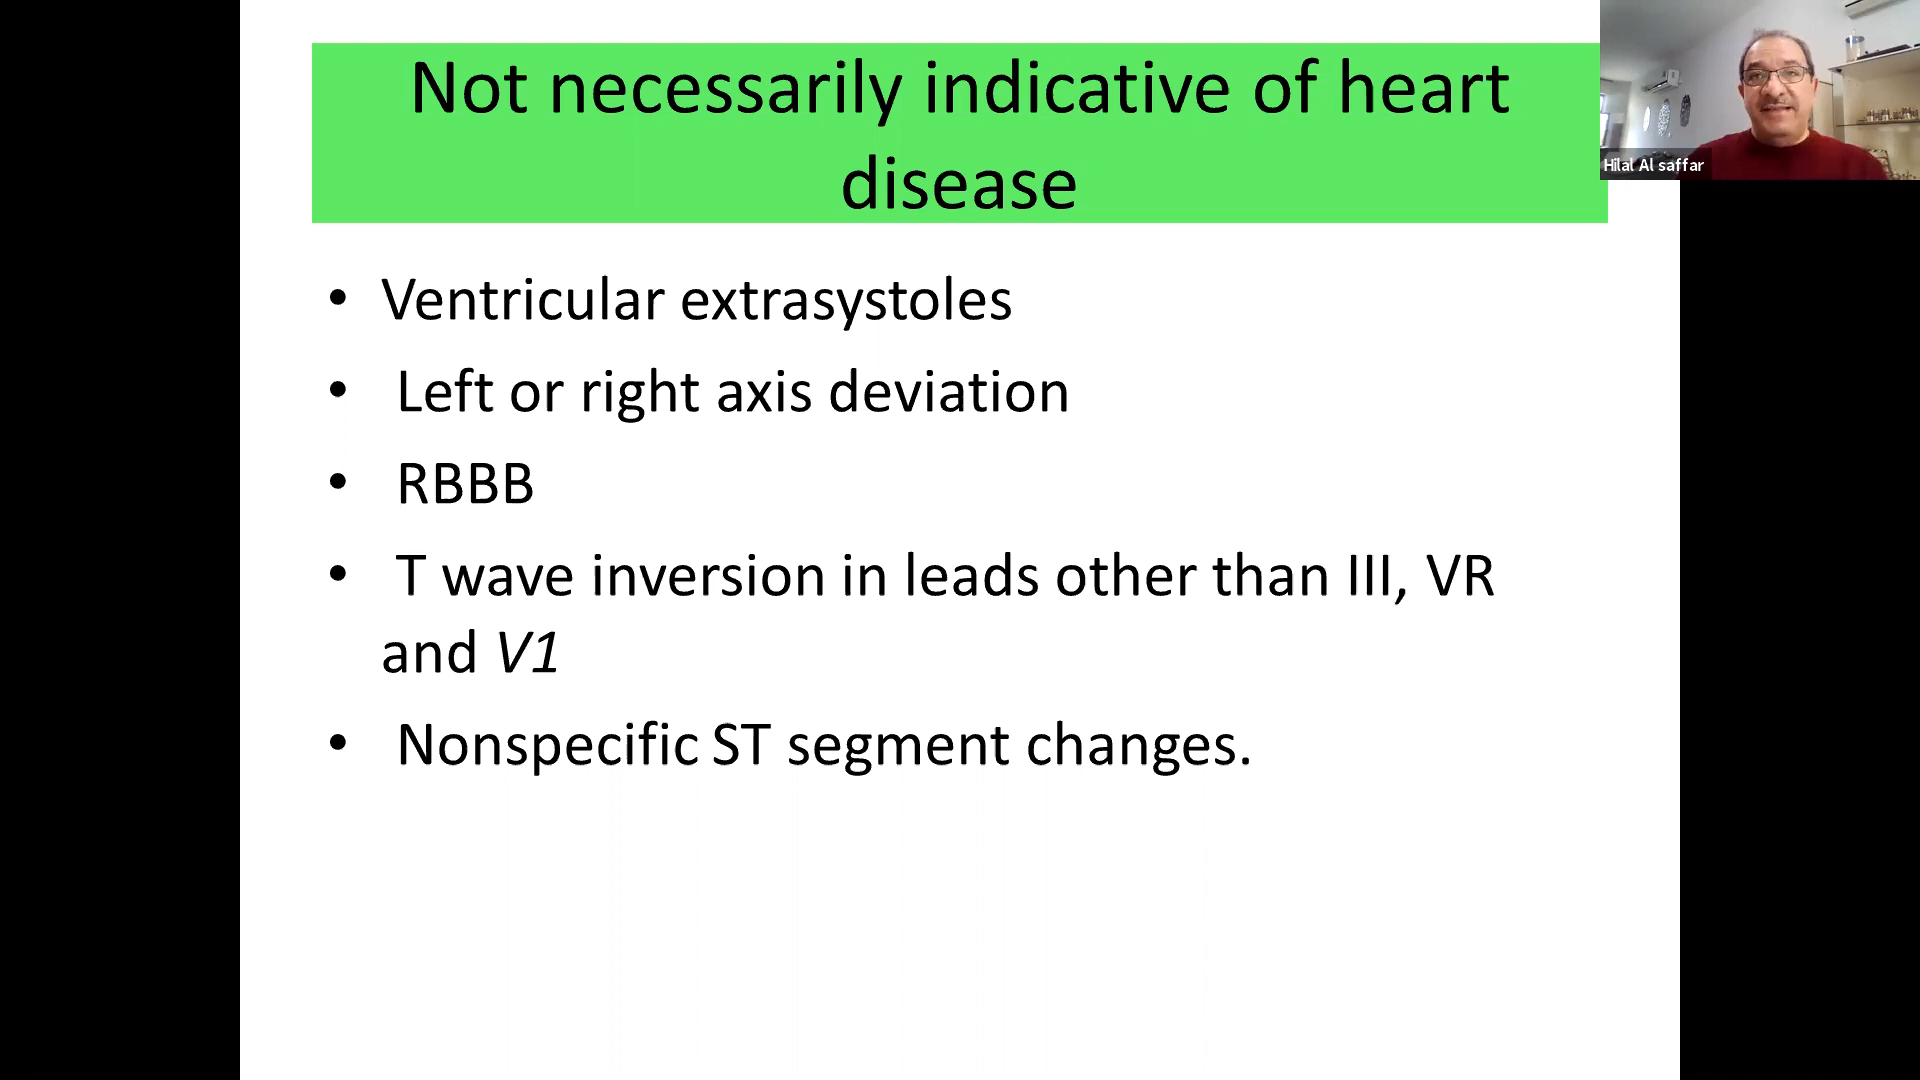 Not necessarily indicative of heart
disease
Hilal Al saffar
• Ventricular extrasystoles
• Left or right axis deviation
• RBBB
• T wave inversion in leads other than III, VR
and V1
• Nonspecific ST segment changes.